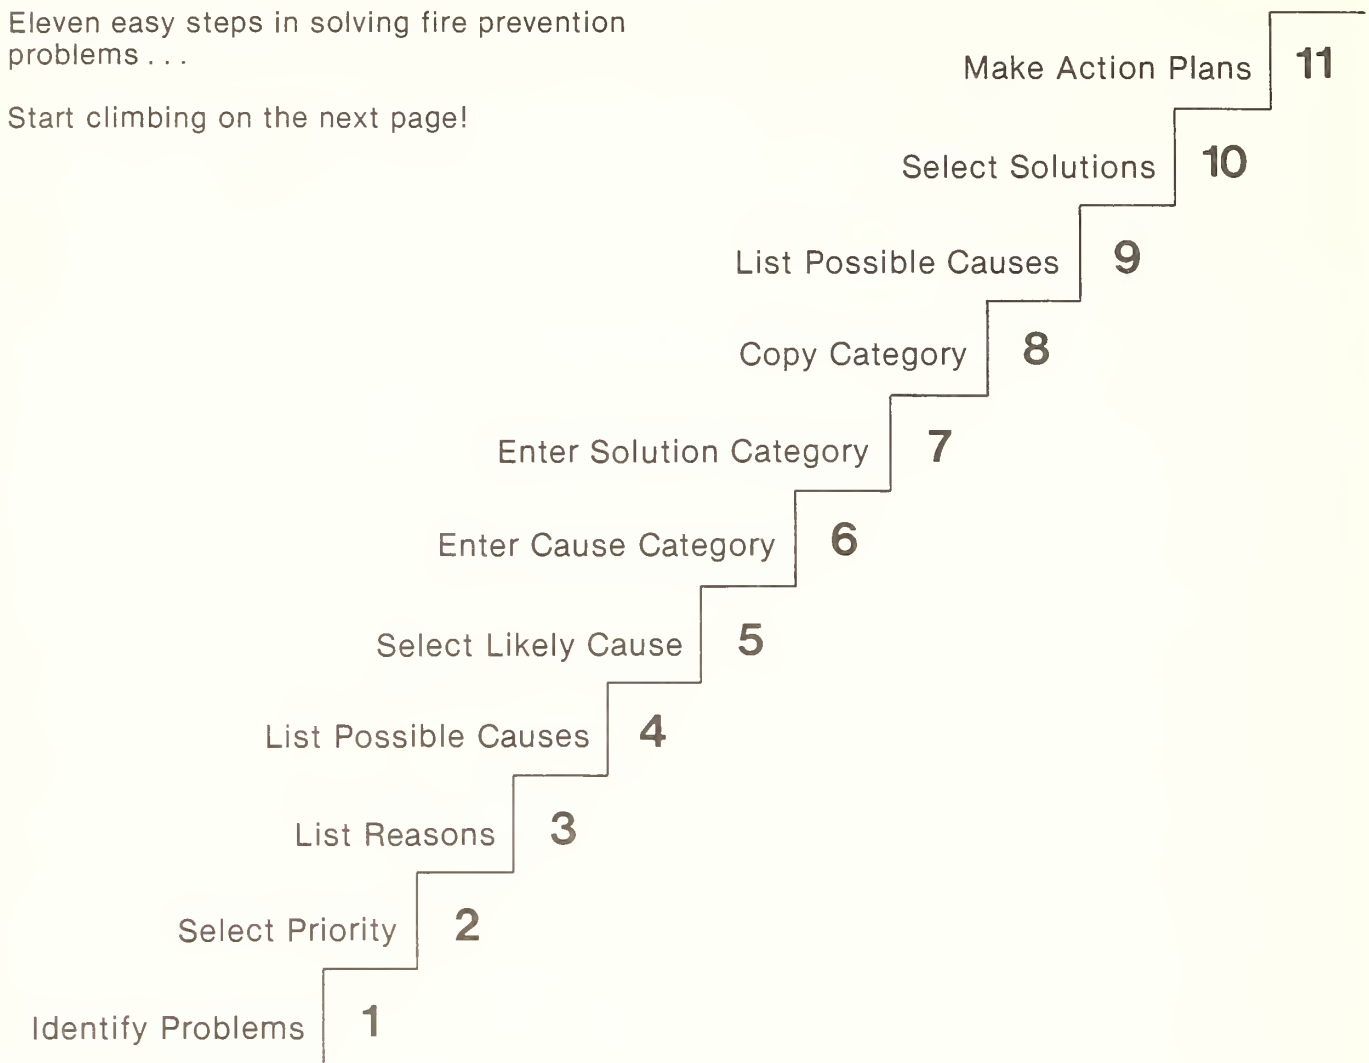 Eleven easy steps in solving fire prevention
problems . . .
Start climbing on the next page!
Make Action Plans 11
Select Solutions 10
List Possible Causes 9
Copy Category 8
Enter Solution Category 7
Enter Cause Category 6
Select Likely Cause 5
List Possible Causes 4
List Reasons 3
Select Priority 2
Identify Problems 1